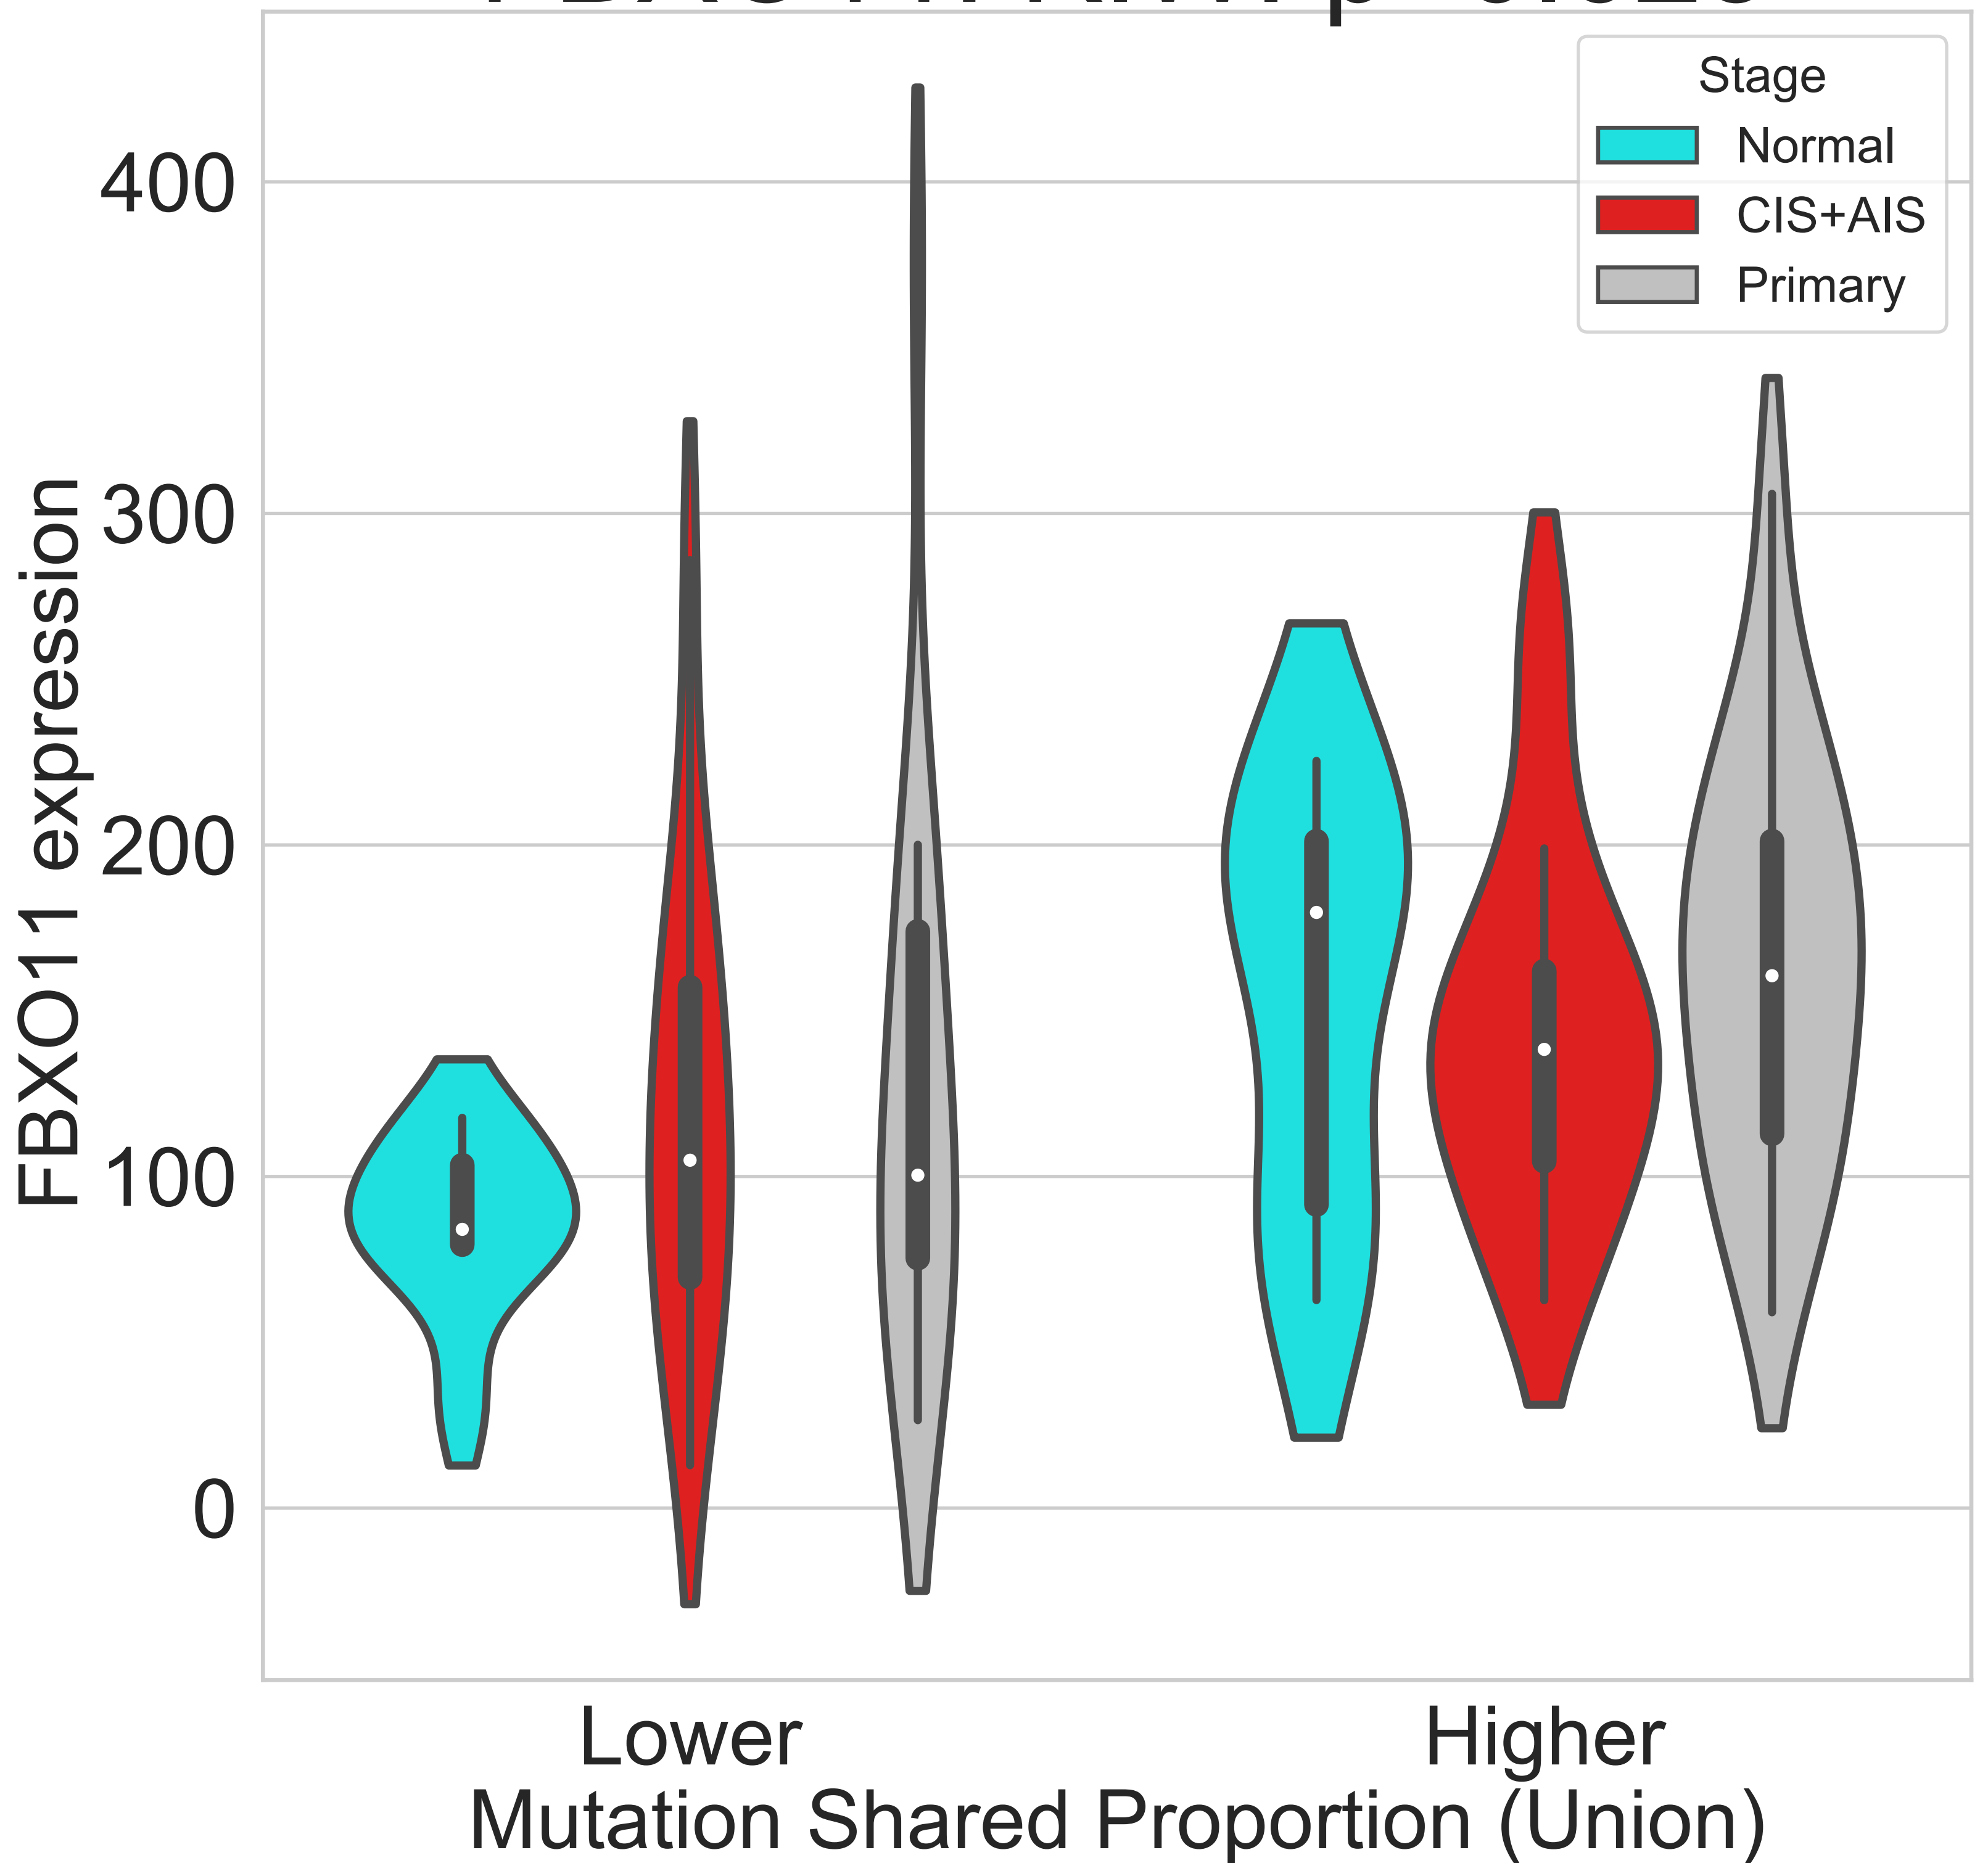 Stage
Normal
CIS+AIS
Primary
400
300
200
100
0
FBXO11 expression
Lower
Higher
Mutation Shared Proportion (Union)